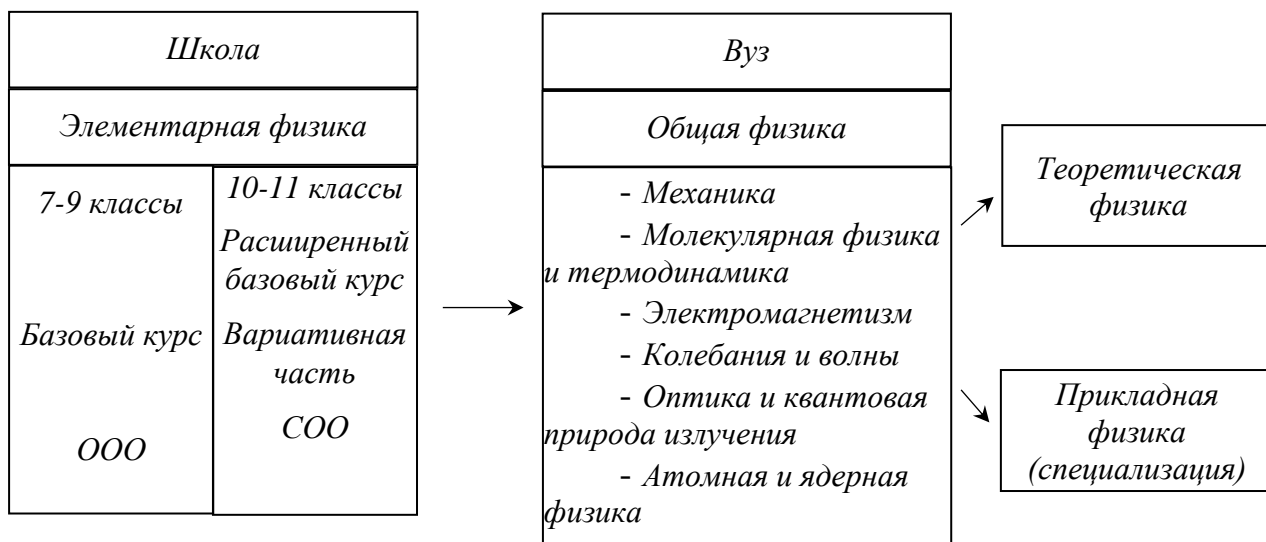 Школа
Элементарная физика
7-9 классы
Базовый курс
ООО
10-11 классы
Расширенный
базовый курс
Вариативная
часть
СОО
Вуз
Общая физика
- Механика
- Молекулярная физика
и термодинамика
- Электромагнетизм
- Колебания и волны
- Оптика и квантовая
природа излучения
- Атомная и ядерная
физика
Теоретическая
физика
Прикладная
физика
(специализация)